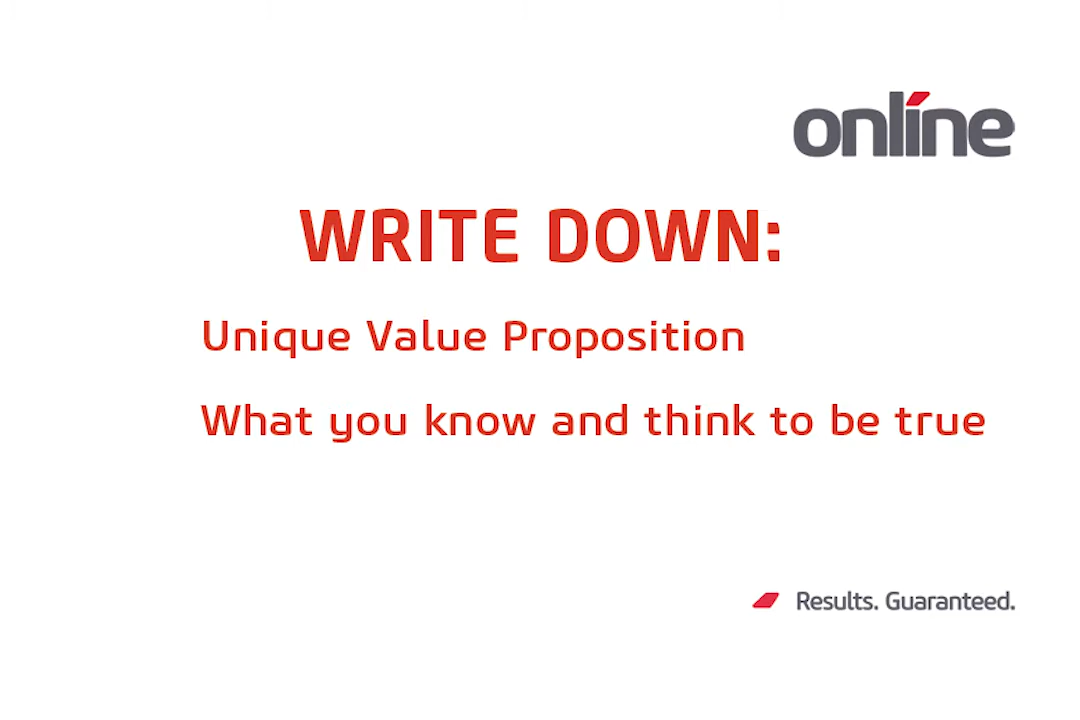 online
WRITE DOWN:
Unique Value Proposition
What you know and think to be true
Results. Guaranteed.